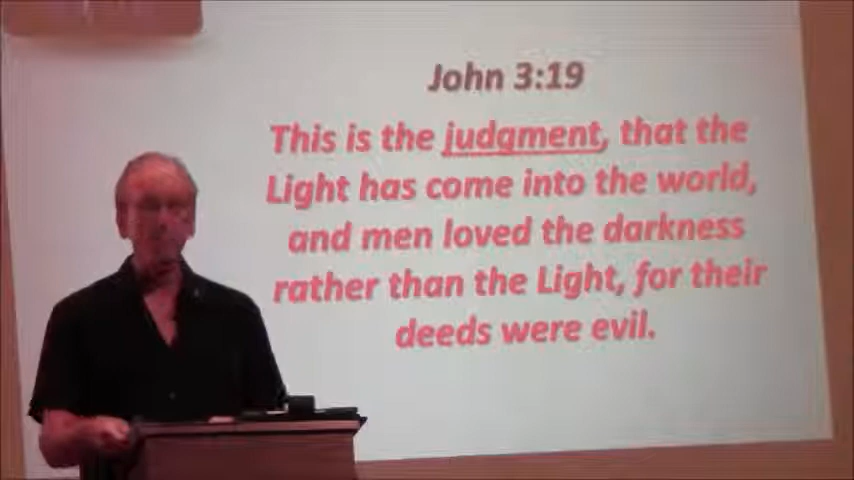 John 3:19
This is the judgment, that the
Light has come into the world,
and men loved the darkness
rather than the Light, for their
deeds were evil.